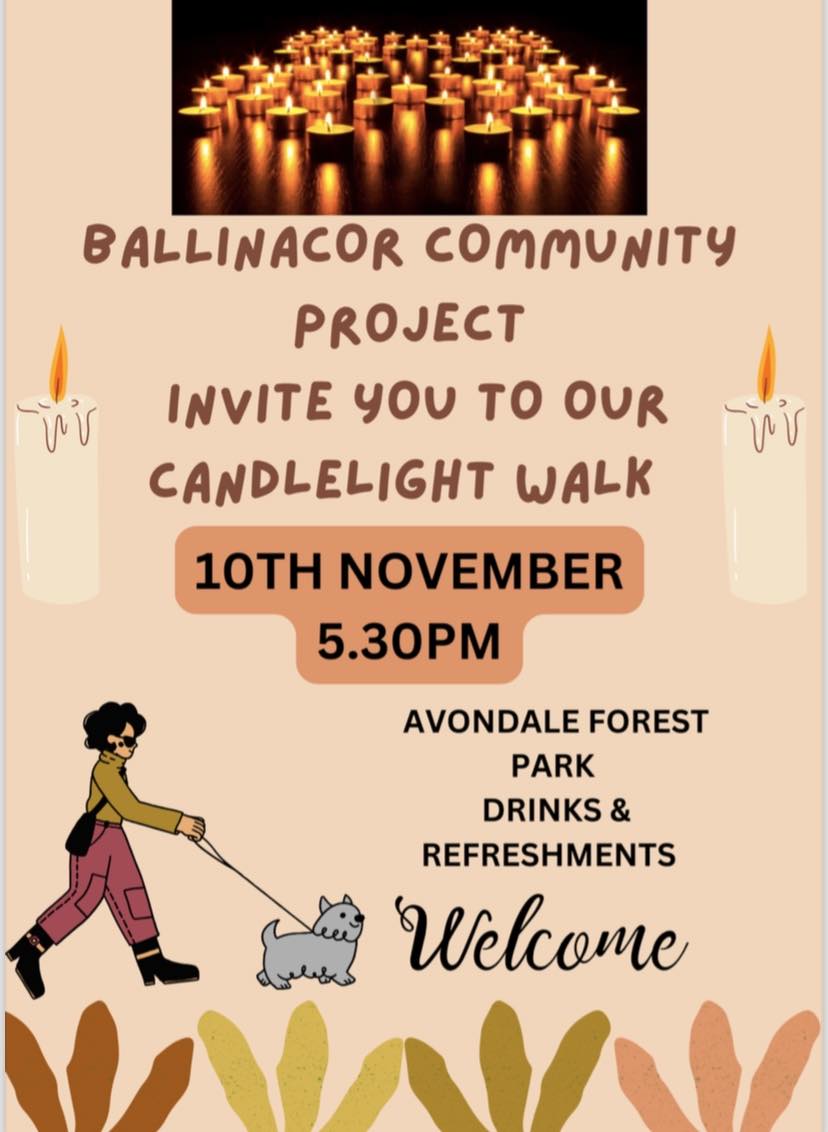 BALLINACOR COMMUNITY
PROJECT
INVITE YOU TO OUR
CANDLELIGHT WALK
10TH NOVEMBER
5.30PM
AVONDALE FOREST
PARK
DRINKS &
REFRESHMENTS
Welcome